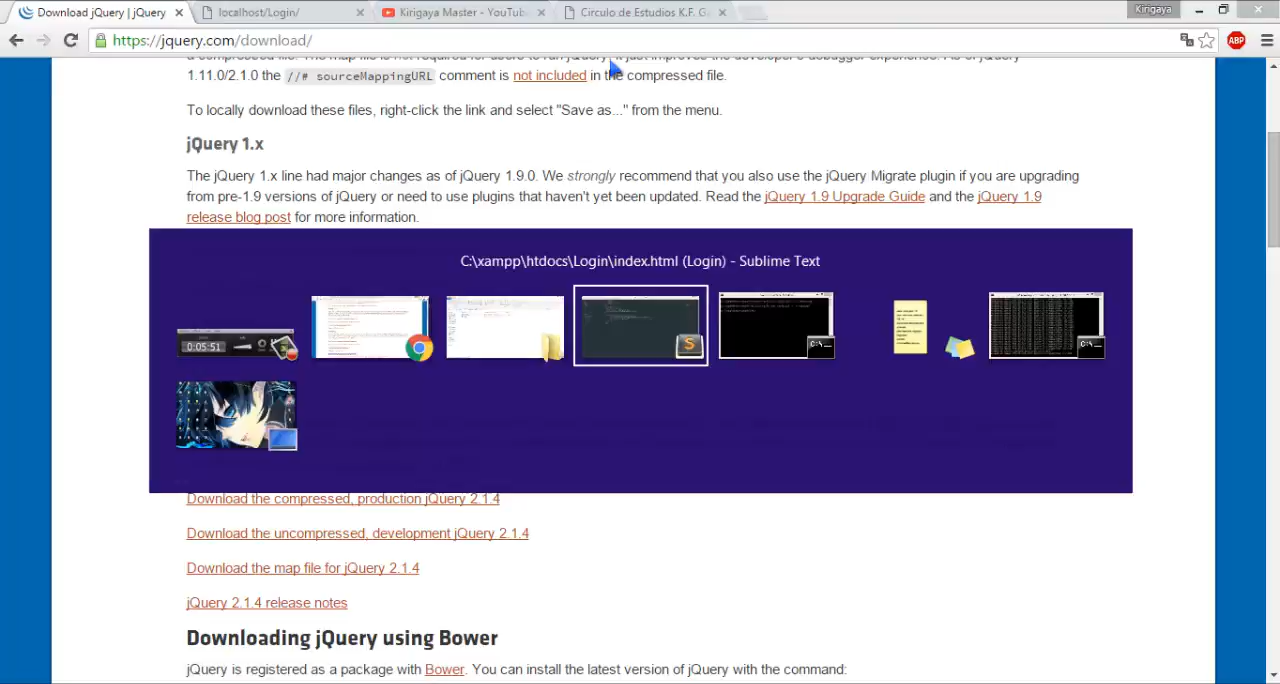 Download jQuery | jQuery
localhost/Login/
Kirigaya Master - YouTub
Circulo de Estudios K.F. G
Kirigaya
https://jquery.com/download/
ABP
1.11.0/2.1.0 the //# sourceMappingURL comment is not included in the compressed file.
To locally download these files, right-click the link and select "Save as..." from the menu.
jQuery 1.x
The jQuery 1.x line had major changes as of jQuery 1.9.0. We strongly recommend that you also use the jQuery Migrate plugin if you are upgrading
from pre-1.9 versions of jQuery or need to use plugins that haven't yet been updated. Read the jQuery 1.9 Upgrade Guide and the jQuery 1.9
release blog post for more information.
C:\xampp\htdocs\Login\index.html (Login) - Sublime Text
0:05:51
Download the compressed, production jQuery 2.1.4
Download the uncompressed, development jQuery 2.1.4
Download the map file for jQuery 2.1.4
jQuery 2.1.4 release notes
Downloading jQuery using Bower
jQuery is registered as a package with Bower. You can install the latest version of jQuery with the command: